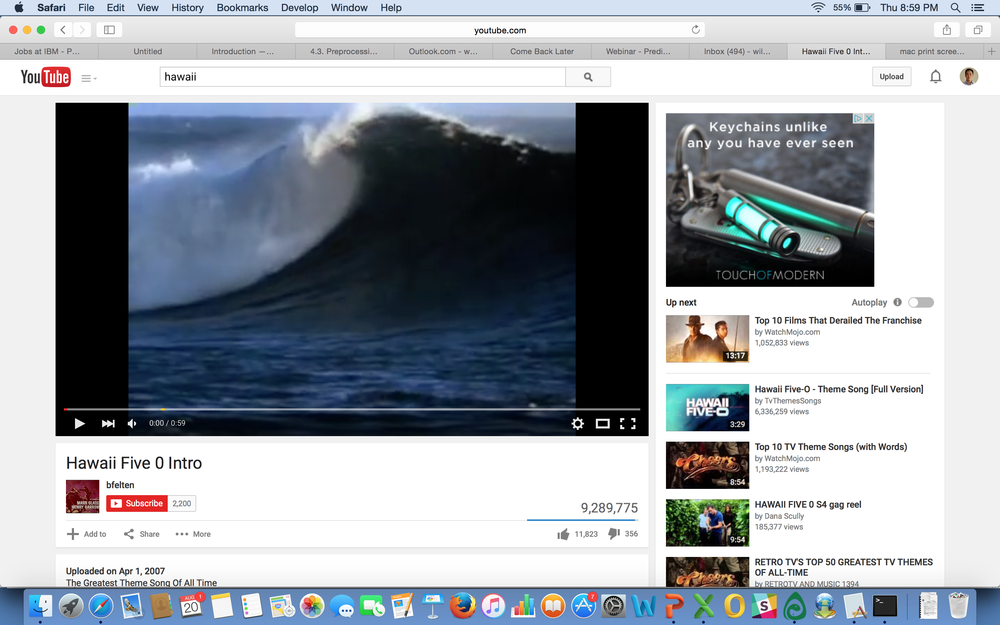 Safari File Edit View History Bookmarks Develop Window Help 55% Thu 8:59 PM
youtube.com
Jobs at IBM - P... Untitled Introduction —... 4.3. Preprocessi... Outlook.com - w... Come Back Later Webinar - Predi... Inbox (494) - wil... Hawaii Five 0 Int... mac print scree...
YouTube hawaii Upload
Keychains unlike
any you have ever seen
TOUCHOFMODERN
Up next Autoplay
Top 10 Films That Derailed The Franchise
by WatchMojo.com
1,052,833 views
13:17
Hawaii Five-O - Theme Song [Full Version]
by TvThemesSongs
6,336,259 views
HAWAII
FIVE-O
3:29
Top 10 TV Theme Songs (with Words)
by WatchMojo.com
1,193,222 views
Cheers
8:54
HAWAII FIVE 0 S4 gag reel
by Dana Scully
185,377 views
9:54
RETRO TV'S TOP 50 GREATEST TV THEMES
OF ALL-TIME
by RETROTV AND MUSIC 1394
Cheers
0:00 / 0:59
Hawaii Five 0 Intro
bfelten
MARK SLADE
HENRY DARROW
Subscribe 2,200
9,289,775
Add to Share More 11,823 356
Uploaded on Apr 1, 2007
The Greatest Theme Song Of All Time
AUG 1
20
PAGES
3D
7
W P X O S
>_